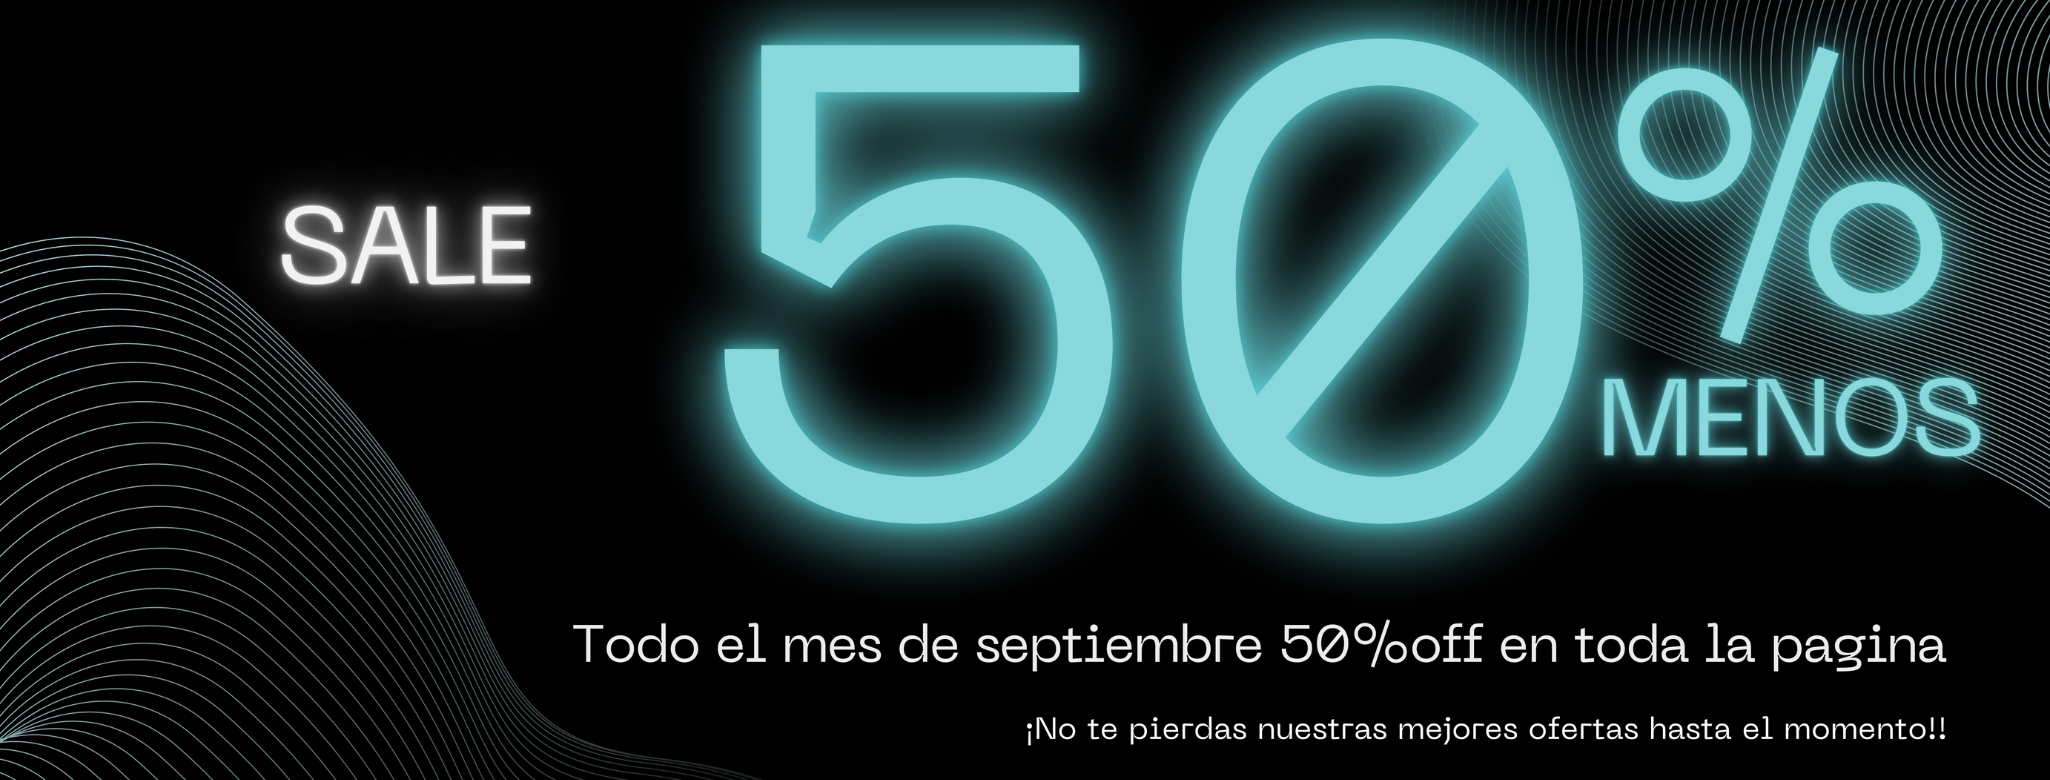 SALE
50%
MENOS
Todo el mes de septiembre 50%off en toda la pagina
¡No te pierdas nuestras mejores ofertas hasta el momento!!